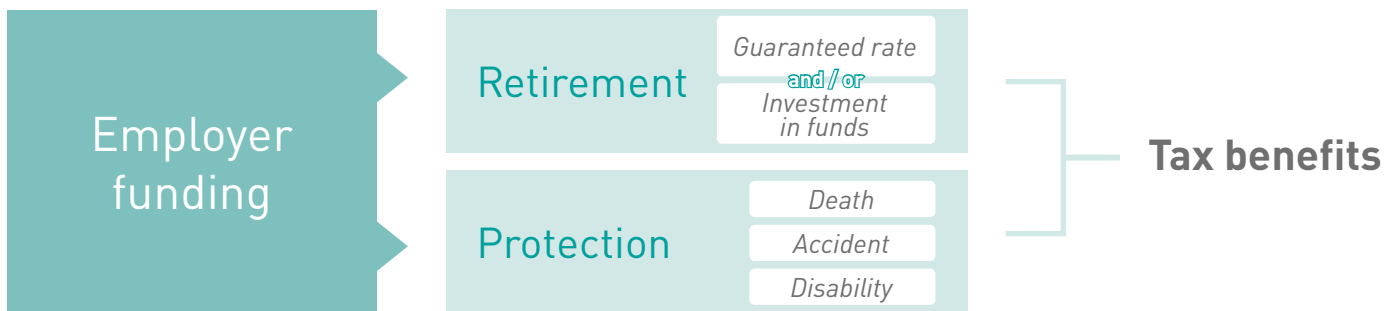 Employer
funding
Retirement
Guaranteed rate
and / or
Investment
in funds
Protection
Death
Accident
Disability
Tax benefits